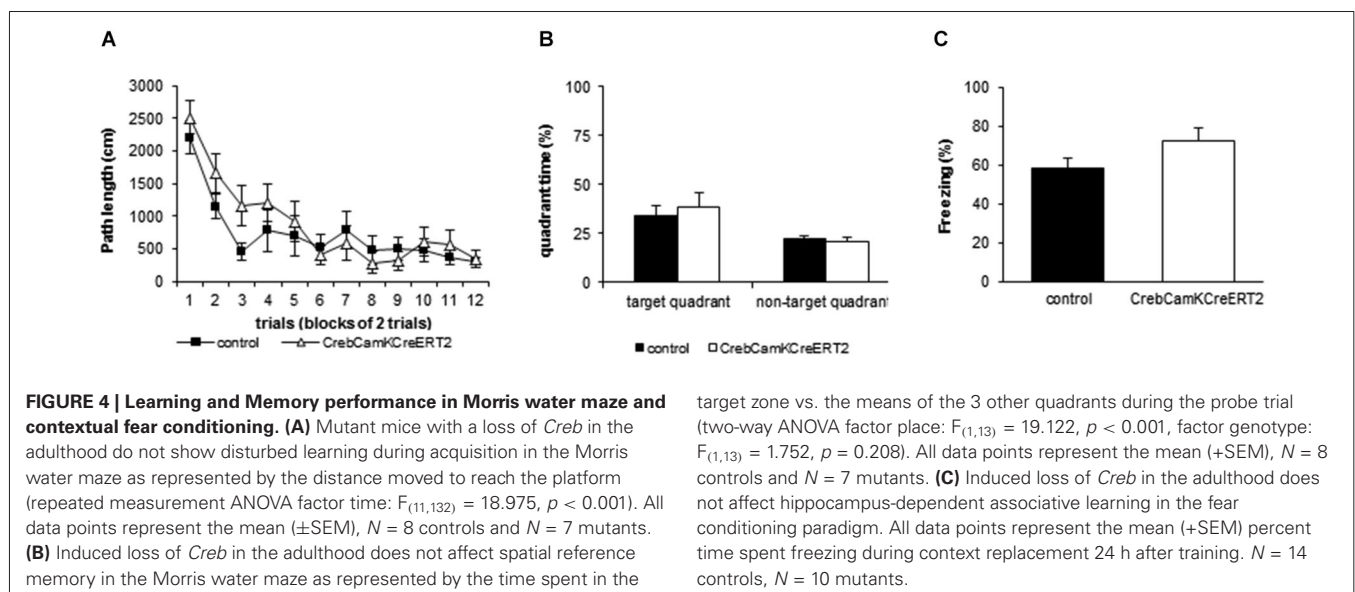 A
B
C
3000
2500
2000
1500
1000
500
0
Path length (cm)
1 2 3 4 5 6 7 8 9 10 11 12
trials (blocks of 2 trials)
control CrebCamKCreERT2
100
75
50
25
0
quadrant time (%)
target quadrant non-target quadrant
control CrebCamKCreERT2
100
80
60
40
20
0
Freezing (%)
control CrebCamKCreERT2
FIGURE 4 | Learning and Memory performance in Morris water maze and
contextual fear conditioning. (A) Mutant mice with a loss of Creb in the
adulthood do not show disturbed learning during acquisition in the Morris
water maze as represented by the distance moved to reach the platform
(repeated measurement ANOVA factor time: F(11,132) = 18.975, p < 0.001). All
data points represent the mean (±SEM), N = 8 controls and N = 7 mutants.
(B) Induced loss of Creb in the adulthood does not affect spatial reference
memory in the Morris water maze as represented by the time spent in the
target zone vs. the means of the 3 other quadrants during the probe trial
(two-way ANOVA factor place: F(1,13) = 19.122, p < 0.001, factor genotype:
F(1,13) = 1.752, p = 0.208). All data points represent the mean (+SEM), N = 8
controls and N = 7 mutants. (C) Induced loss of Creb in the adulthood does
not affect hippocampus-dependent associative learning in the fear
conditioning paradigm. All data points represent the mean (+SEM) percent
time spent freezing during context replacement 24 h after training. N = 14
controls, N = 10 mutants.